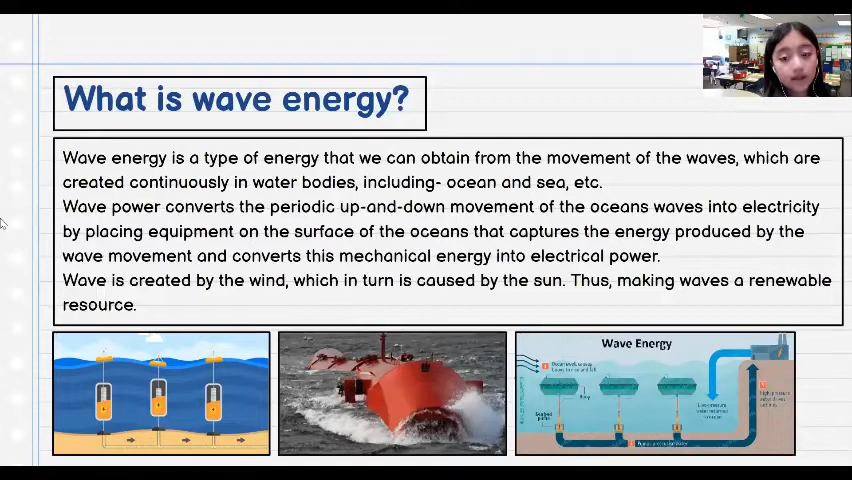 What is wave energy?
Wave energy is a type of energy that we can obtain from the movement of the waves, which are
created continuously in water bodies, including- ocean and sea, etc.
Wave power converts the periodic up-and-down movement of the oceans waves into electricity
by placing equipment on the surface of the oceans that captures the energy produced by the
wave movement and converts this mechanical energy into electrical power.
Wave is created by the wind, which in turn is caused by the sun. Thus, making waves a renewable
resource.
Wave Energy
Pump
Seabed
pump